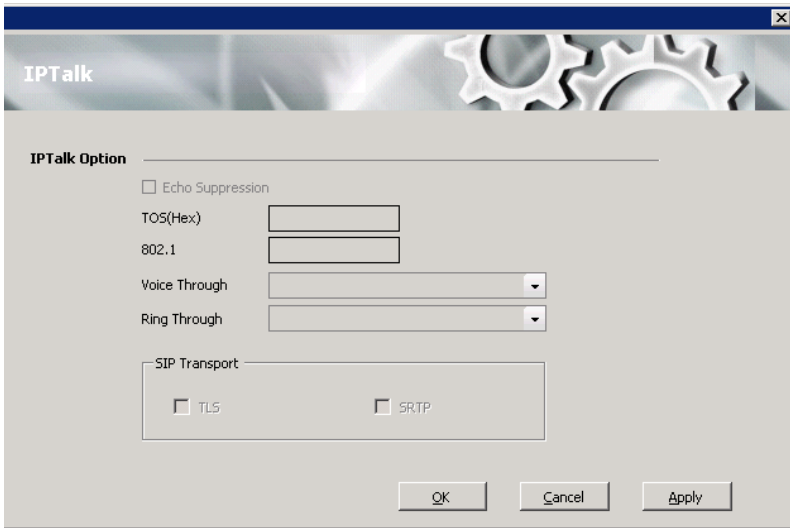 IPTalk
IPTalk Option
Echo Suppression
TOS(Hex)
802.1
Voice Through
Ring Through
SIP Transport
TLS
SRTP
OK
Cancel
Apply